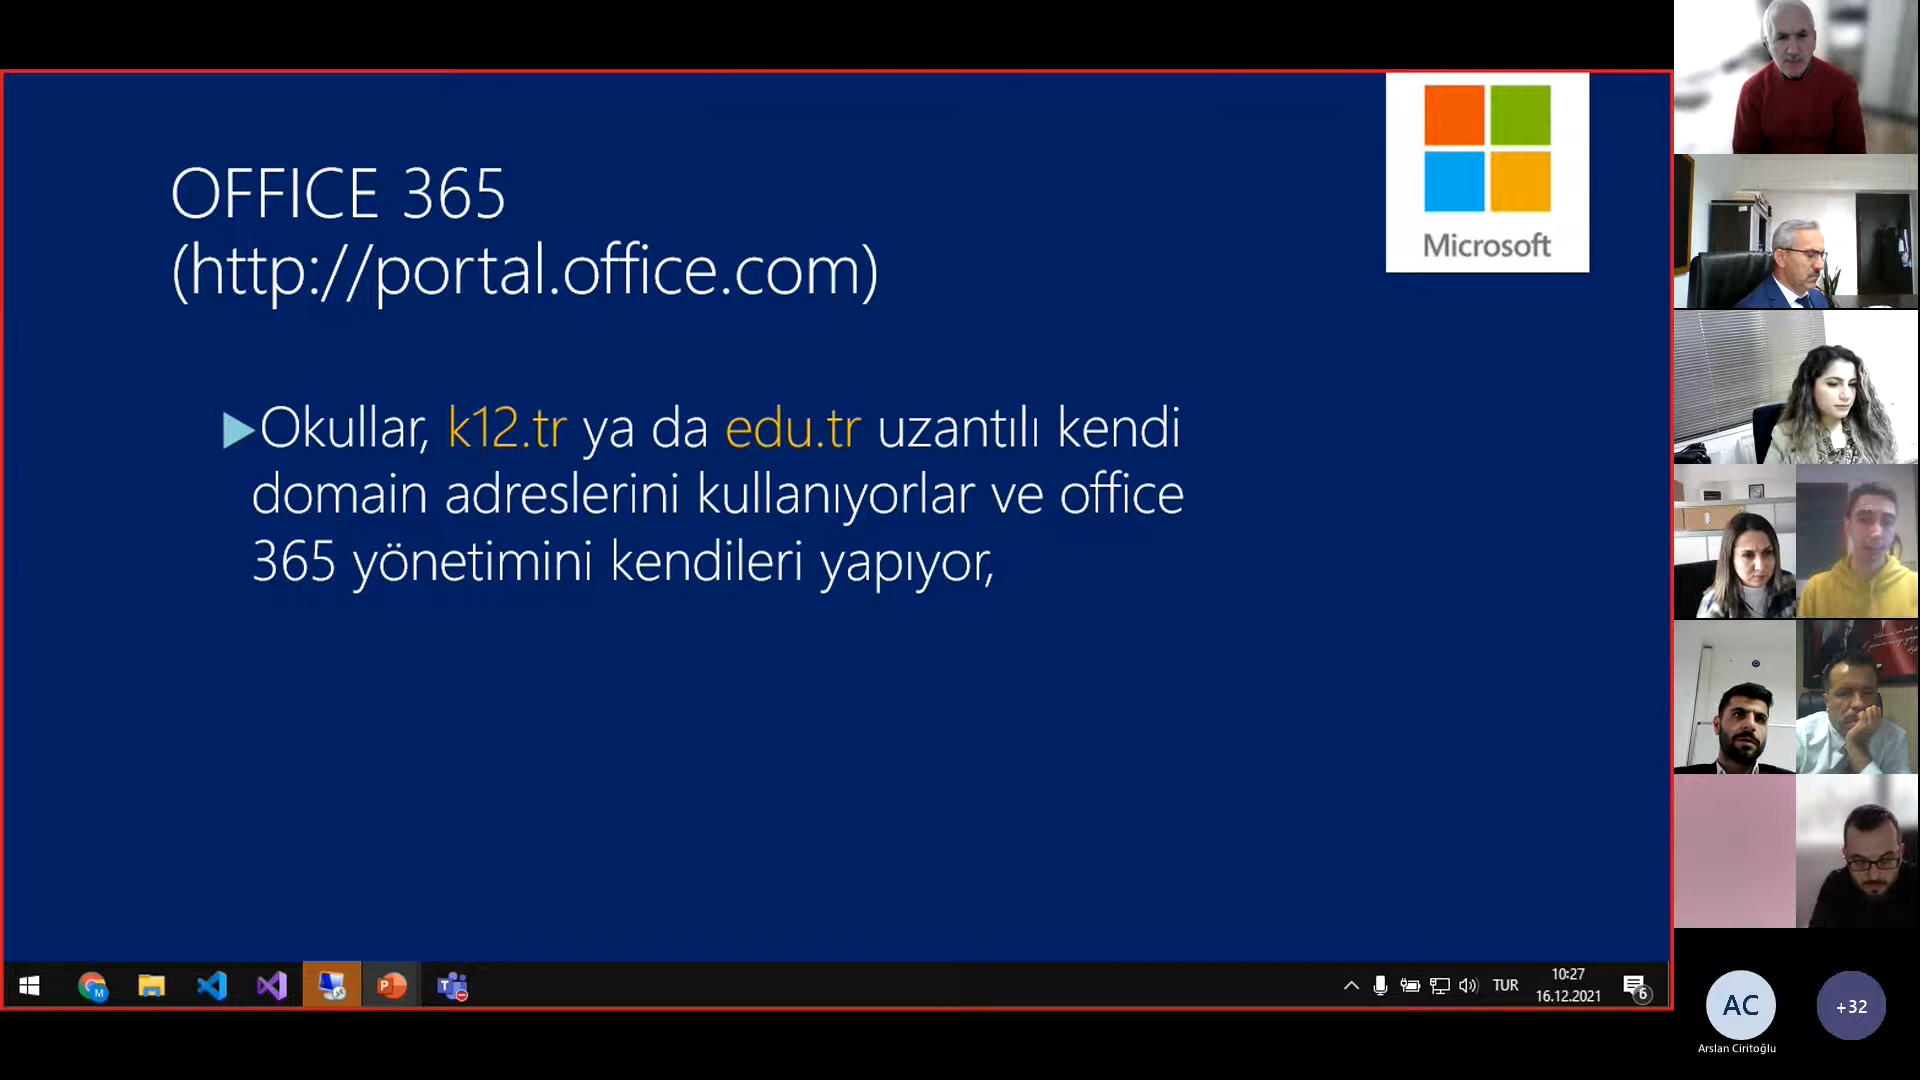 OFFICE 365
(http://portal.office.com)
Microsoft
Okullar, k12.tr ya da edu.tr uzantılı kendi
domain adreslerini kullanıyorlar ve office
365 yönetimini kendileri yapıyor,
TUR
10:27
16.12.2021
6
AC
+32
Arslan Ciritoğlu